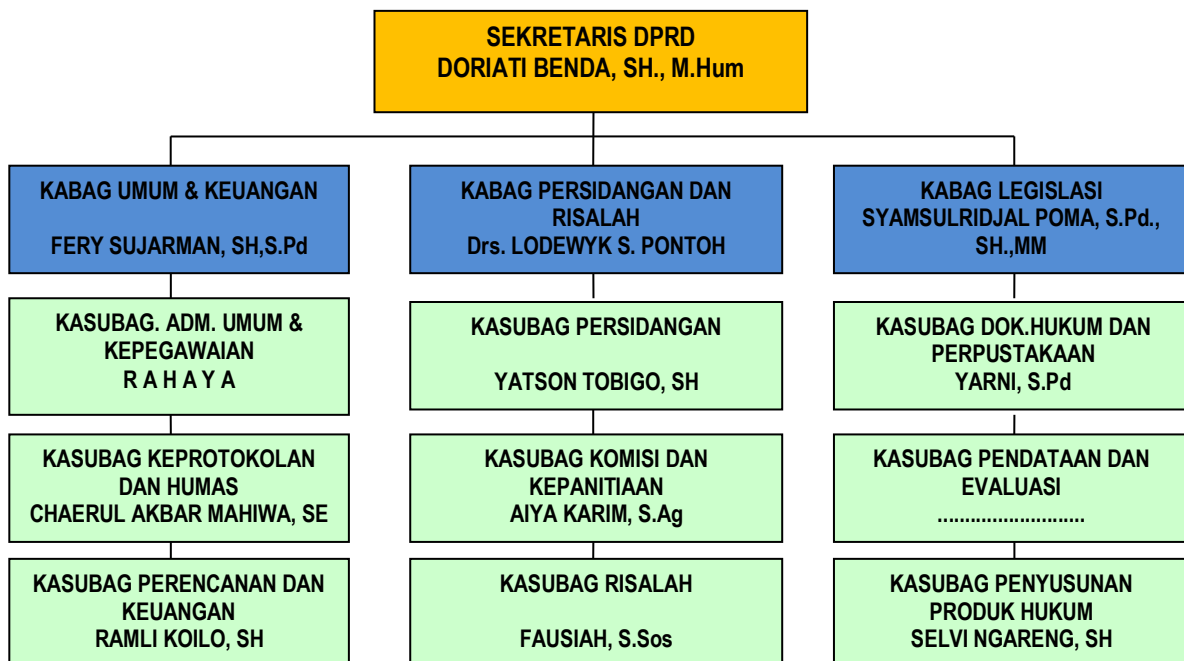 SEKRETARIS DPRD
DORIATI BENDA, SH., M.Hum
KABAG UMUM & KEUANGAN
FERY SUJARMAN, SH,S.Pd
KABAG PERSIDANGAN DAN
RISALAH
Drs. LODEWYK S. PONTOH
KABAG LEGISLASI
SYAMSULRIDJAL POMA, S.Pd.,
SH.,MM
KASUBAG. ADM. UMUM &
KEPEGAWAIAN
R A H A Y A
KASUBAG PERSIDANGAN
YATSON TOBIGO, SH
KASUBAG DOK.HUKUM DAN
PERPUSTAKAAN
YARNI, S.Pd
KASUBAG KEPROTOKOLAN
DAN HUMAS
CHAERUL AKBAR MAHIWA, SE
KASUBAG KOMISI DAN
KEPANITIAAN
AIYA KARIM, S.Ag
KASUBAG PENDATAAN DAN
EVALUASI
...........................
KASUBAG PERENCANAN DAN
KEUANGAN
RAMLI KOILO, SH
KASUBAG RISALAH
FAUSIAH, S.Sos
KASUBAG PENYUSUNAN
PRODUK HUKUM
SELVI NGARENG, SH